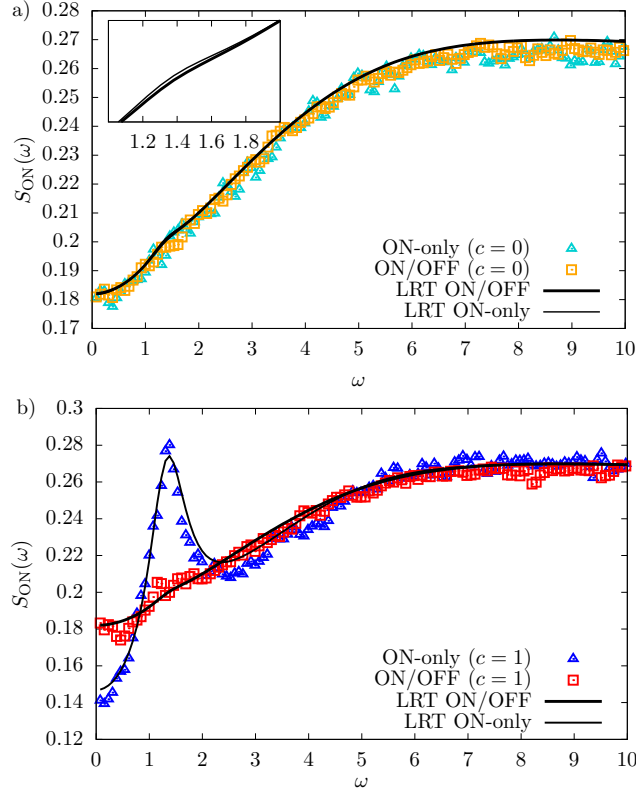 a)
0.28
0.27
0.26
0.25
0.24
0.23
0.22
0.21
0.2
0.19
0.18
0.17
S_ON(ω)
1.2 1.4 1.6 1.8
ON-only (c = 0)
ON/OFF (c = 0)
LRT ON/OFF
LRT ON-only
0 1 2 3 4 5 6 7 8 9 10
ω
b)
0.3
0.28
0.26
0.24
0.22
0.2
0.18
0.16
0.14
0.12
S_ON(ω)
ON-only (c = 1)
ON/OFF (c = 1)
LRT ON/OFF
LRT ON-only
0 1 2 3 4 5 6 7 8 9 10
ω